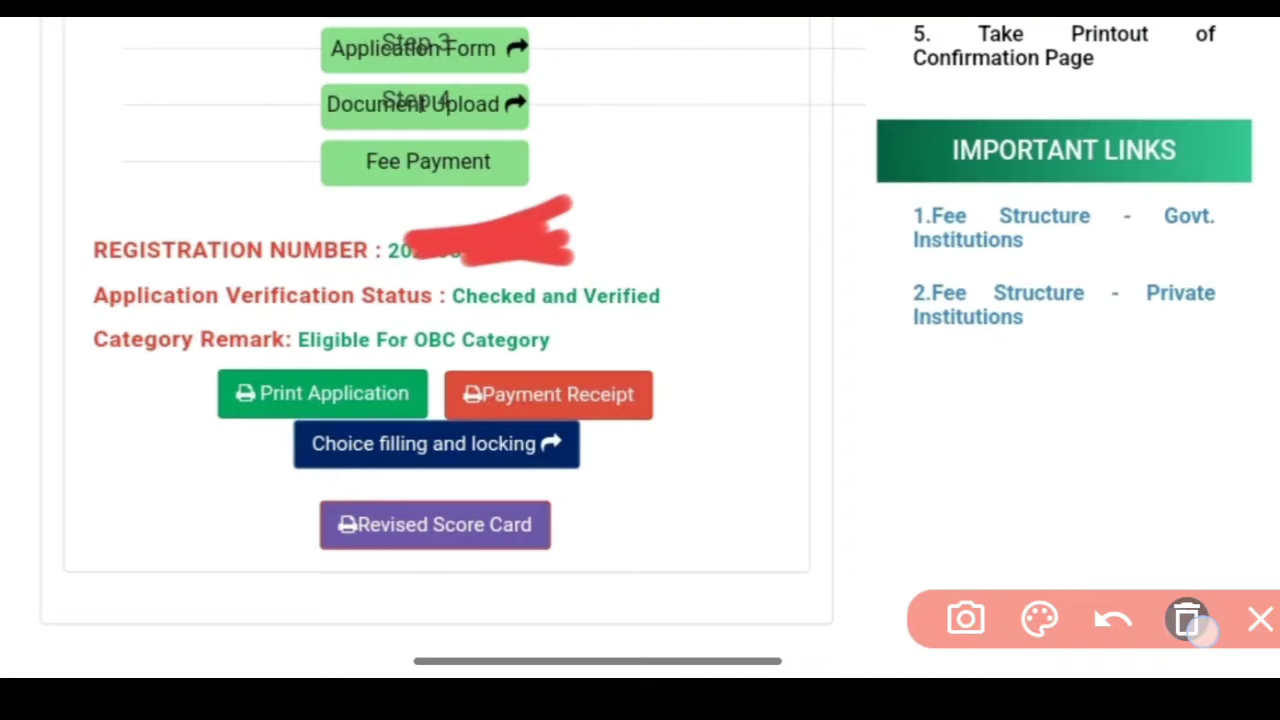 Step 3
Application Form
Step 4
Document Upload
Fee Payment
REGISTRATION NUMBER : 20
Application Verification Status : Checked and Verified
Category Remark: Eligible For OBC Category
Print Application
Payment Receipt
Choice filling and locking
Revised Score Card
5. Take Printout of
Confirmation Page
IMPORTANT LINKS
1.Fee Structure - Govt.
Institutions
2.Fee Structure - Private
Institutions